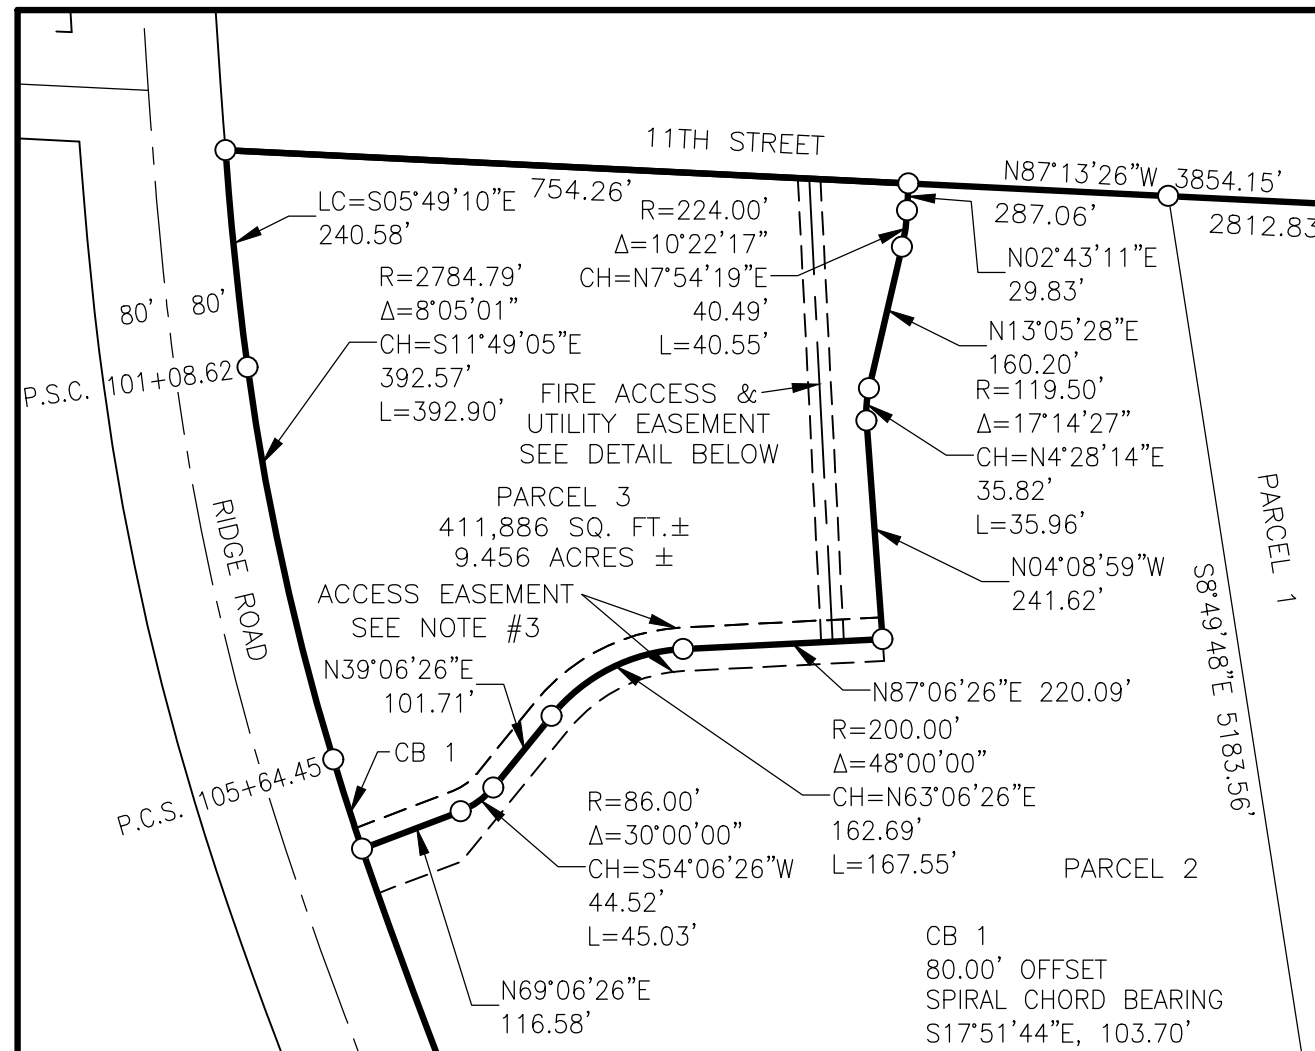 11TH STREET
N87°13'26"W 3854.15'
754.26'
287.06'
2812.83
LC=S05°49'10"E
240.58'
R=224.00'
Δ=10°22'17"
CH=N7°54'19"E
40.49'
L=40.55'
N02°43'11"E
29.83'
R=2784.79'
Δ=8°05'01"
CH=S11°49'05"E
392.57'
L=392.90'
80' 80'
N13°05'28"E
160.20'
P.S.C. 101+08.62
R=119.50'
Δ=17°14'27"
CH=N4°28'14"E
35.82'
L=35.96'
FIRE ACCESS &
UTILITY EASEMENT
SEE DETAIL BELOW
PARCEL 3
411,886 SQ. FT.±
9.456 ACRES ±
RIDGE ROAD
PARCEL 1
S8°49'48"E 5183.56'
N04°08'59"W
241.62'
ACCESS EASEMENT
SEE NOTE #3
N39°06'26"E
101.71'
N87°06'26"E 220.09'
CB 1
P.C.S. 105+64.45
R=200.00'
Δ=48°00'00"
CH=N63°06'26"E
162.69'
L=167.55'
R=86.00'
Δ=30°00'00"
CH=S54°06'26"W
44.52'
L=45.03'
PARCEL 2
N69°06'26"E
116.58'
CB 1
80.00' OFFSET
SPIRAL CHORD BEARING
S17°51'44"E, 103.70'